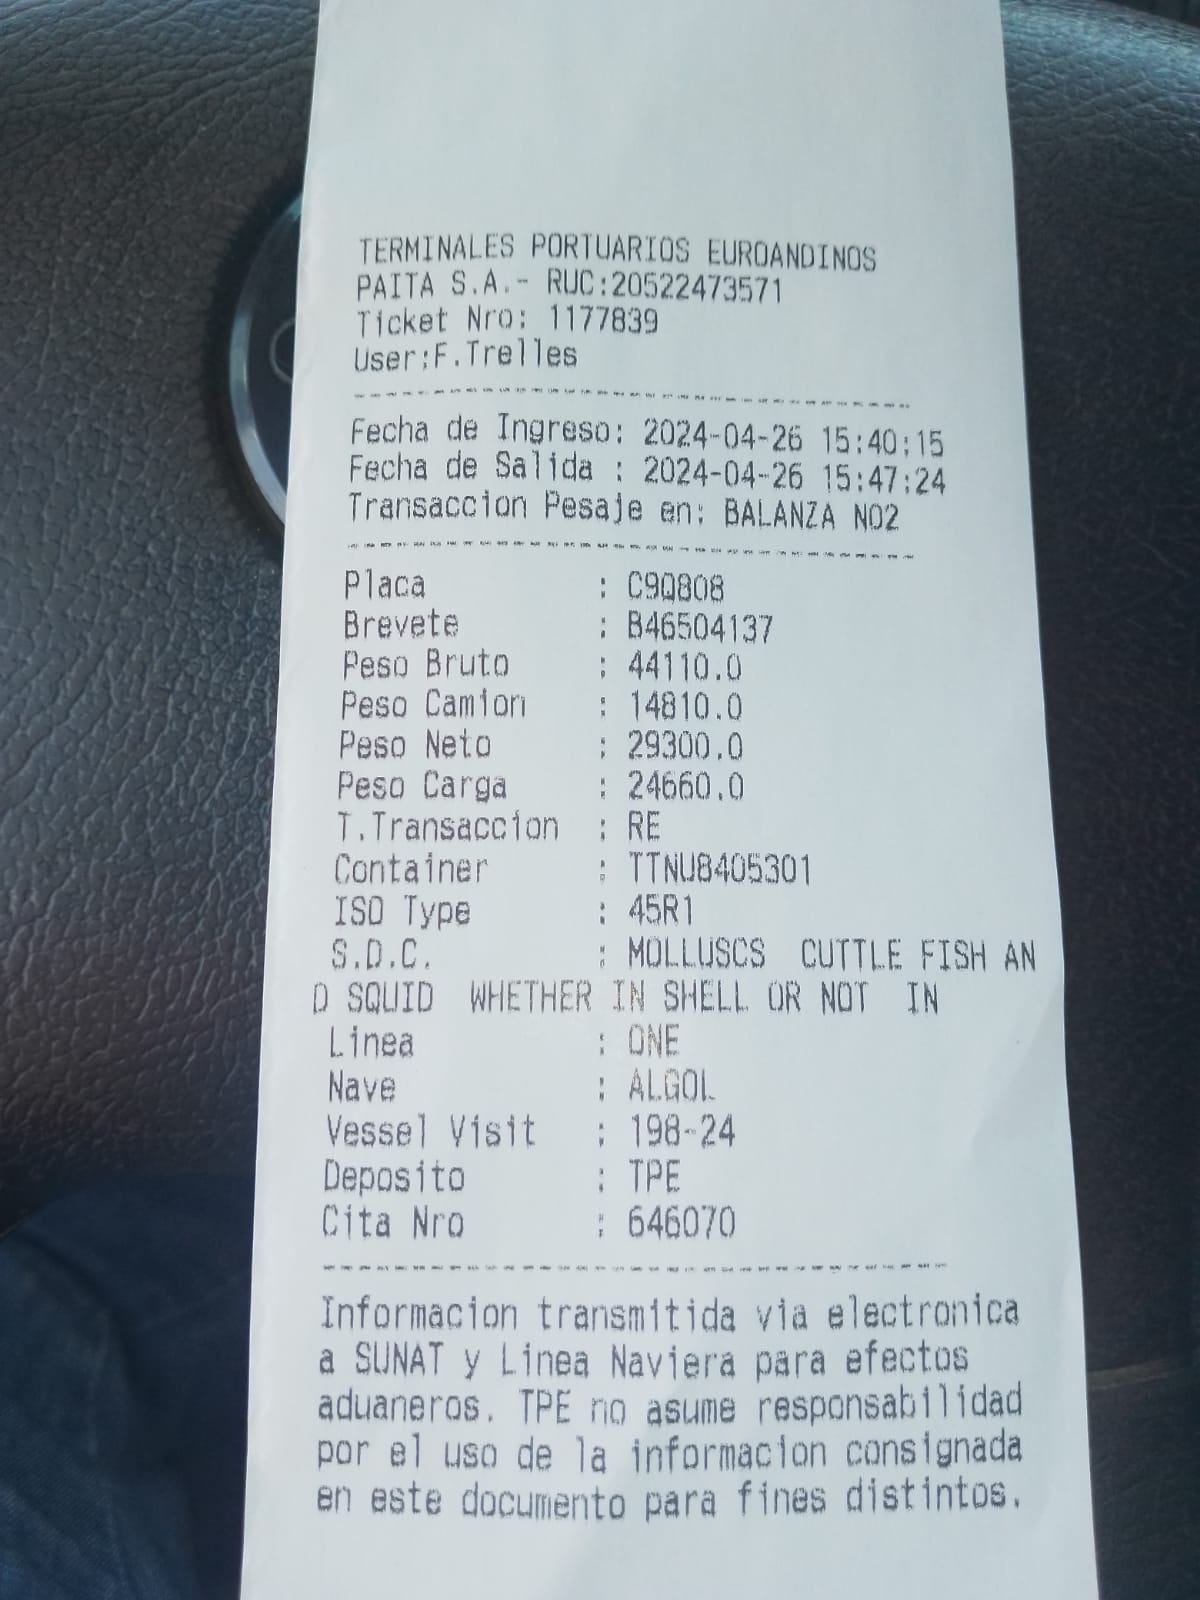 TERMINALES PORTUARIOS EUROANDINOS
PAITA S.A.- RUC:20522473571
Ticket Nro: 1177839
User:F.Trelles
Fecha de Ingreso: 2024-04-26 15:40:15
Fecha de Salida : 2024-04-26 15:47:24
Transaccion Pesaje en: BALANZA NO2
Placa : C9Q808
Brevete : B46504137
Peso Bruto : 44110.0
Peso Camion : 14810.0
Peso Neto : 29300.0
Peso Carga : 24660.0
T.Transaccion : RE
Container : TTNU8405301
ISO Type : 45R1
S.D.C. : MOLLUSCS CUTTLE FISH AN
D SQUID WHETHER IN SHELL OR NOT IN
Linea : ONE
Nave : ALGOL
Vessel Visit : 198-24
Deposito : TPE
Cita Nro : 646070
Informacion transmitida via electronica
a SUNAT y Linea Naviera para efectos
aduaneros. TPE no asume responsabilidad
por el uso de la informacion consignada
en este documento para fines distintos.